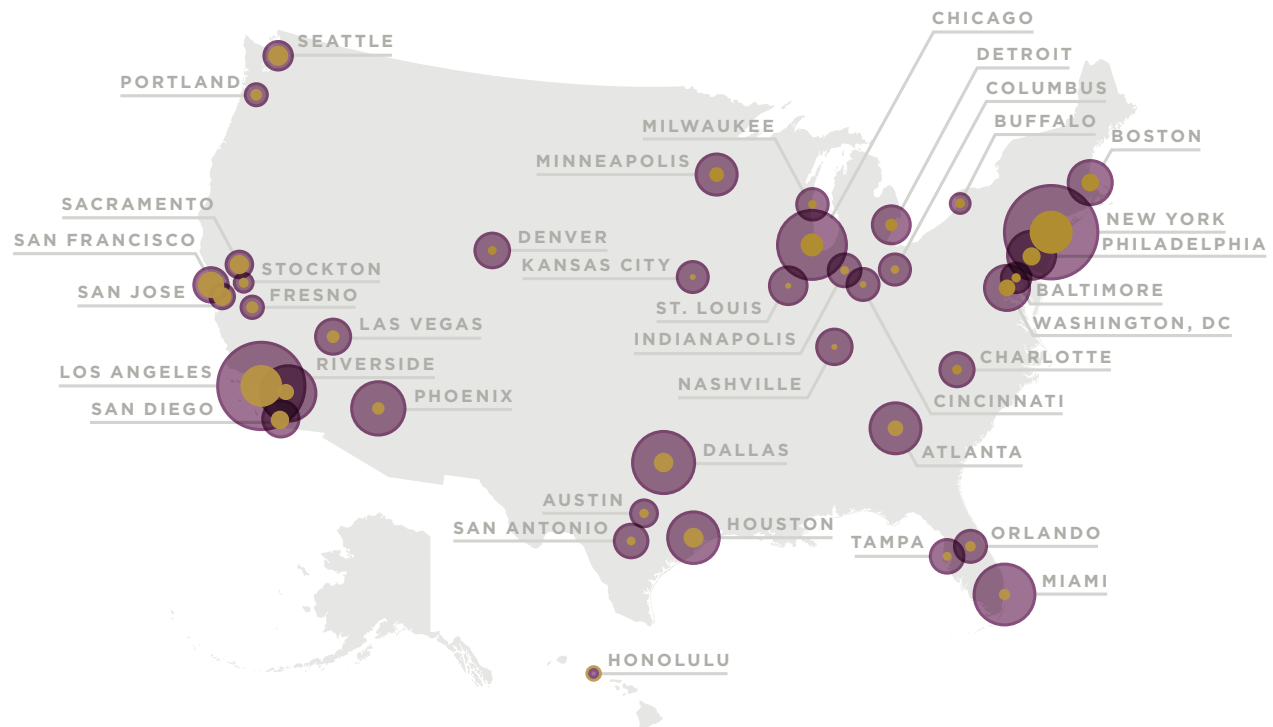 CHICAGO
SEATTLE
DETROIT
PORTLAND
COLUMBUS
BUFFALO
MILWAUKEE
BOSTON
MINNEAPOLIS
SACRAMENTO
NEW YORK
SAN FRANCISCO
DENVER
PHILADELPHIA
KANSAS CITY
STOCKTON
SAN JOSE
FRESNO
BALTIMORE
ST. LOUIS
LAS VEGAS
WASHINGTON, DC
INDIANAPOLIS
CHARLOTTE
RIVERSIDE
LOS ANGELES
NASHVILLE
PHOENIX
CINCINNATI
SAN DIEGO
DALLAS
ATLANTA
AUSTIN
HOUSTON
SAN ANTONIO
ORLANDO
TAMPA
MIAMI
HONOLULU